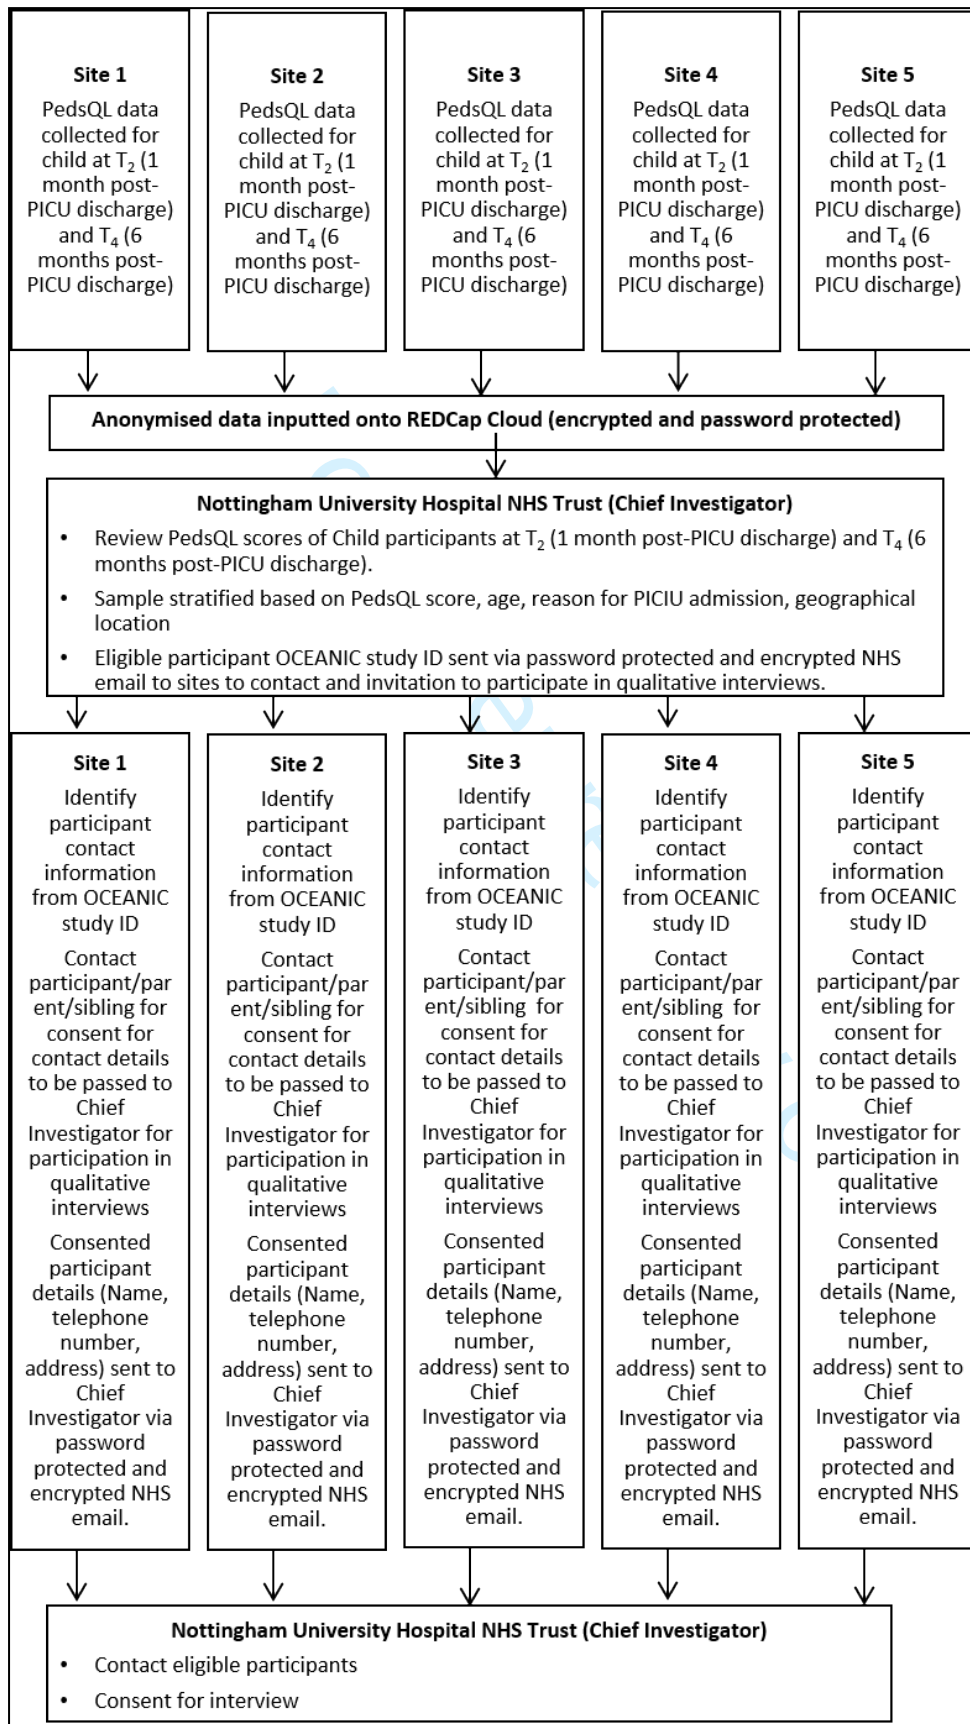 Site 1
PedsQL data
collected for
child at T2 (1
month post-
PICU discharge)
and T4 (6
months post-
PICU discharge)
Site 2
PedsQL data
collected for
child at T2 (1
month post-
PICU discharge)
and T4 (6
months post-
PICU discharge)
Site 3
PedsQL data
collected for
child at T2 (1
month post-
PICU discharge)
and T4 (6
months post-
PICU discharge)
Site 4
PedsQL data
collected for
child at T2 (1
month post-
PICU discharge)
and T4 (6
months post-
PICU discharge)
Site 5
PedsQL data
collected for
child at T2 (1
month post-
PICU discharge)
and T4 (6
months post-
PICU discharge)
Anonymised data inputted onto REDCap Cloud (encrypted and password protected)
Nottingham University Hospital NHS Trust (Chief Investigator)
• Review PedsQL scores of Child participants at T2 (1 month post-PICU discharge) and T4 (6
months post-PICU discharge).
• Sample stratified based on PedsQL score, age, reason for PICIU admission, geographical
location
• Eligible participant OCEANIC study ID sent via password protected and encrypted NHS
email to sites to contact and invitation to participate in qualitative interviews.
Site 1
Identify
participant
contact
information
from OCEANIC
study ID
Contact
participant/par
ent/sibling for
consent for
contact details
to be passed to
Chief
Investigator for
participation in
qualitative
interviews
Consented
participant
details (Name,
telephone
number,
address) sent to
Chief
Investigator via
password
protected and
encrypted NHS
email.
Site 2
Identify
participant
contact
information
from OCEANIC
study ID
Contact
participant/par
ent/sibling for
consent for
contact details
to be passed to
Chief
Investigator for
participation in
qualitative
interviews
Consented
participant
details (Name,
telephone
number,
address) sent to
Chief
Investigator via
password
protected and
encrypted NHS
email.
Site 3
Identify
participant
contact
information
from OCEANIC
study ID
Contact
participant/par
ent/sibling for
consent for
contact details
to be passed to
Chief
Investigator for
participation in
qualitative
interviews
Consented
participant
details (Name,
telephone
number,
address) sent to
Chief
Investigator via
password
protected and
encrypted NHS
email.
Site 4
Identify
participant
contact
information
from OCEANIC
study ID
Contact
participant/par
ent/sibling for
consent for
contact details
to be passed to
Chief
Investigator for
participation in
qualitative
interviews
Consented
participant
details (Name,
telephone
number,
address) sent to
Chief
Investigator via
password
protected and
encrypted NHS
email.
Site 5
Identify
participant
contact
information
from OCEANIC
study ID
Contact
participant/par
ent/sibling for
consent for
contact details
to be passed to
Chief
Investigator for
participation in
qualitative
interviews
Consented
participant
details (Name,
telephone
number,
address) sent to
Chief
Investigator via
password
protected and
encrypted NHS
email.
Nottingham University Hospital NHS Trust (Chief Investigator)
• Contact eligible participants
• Consent for interview